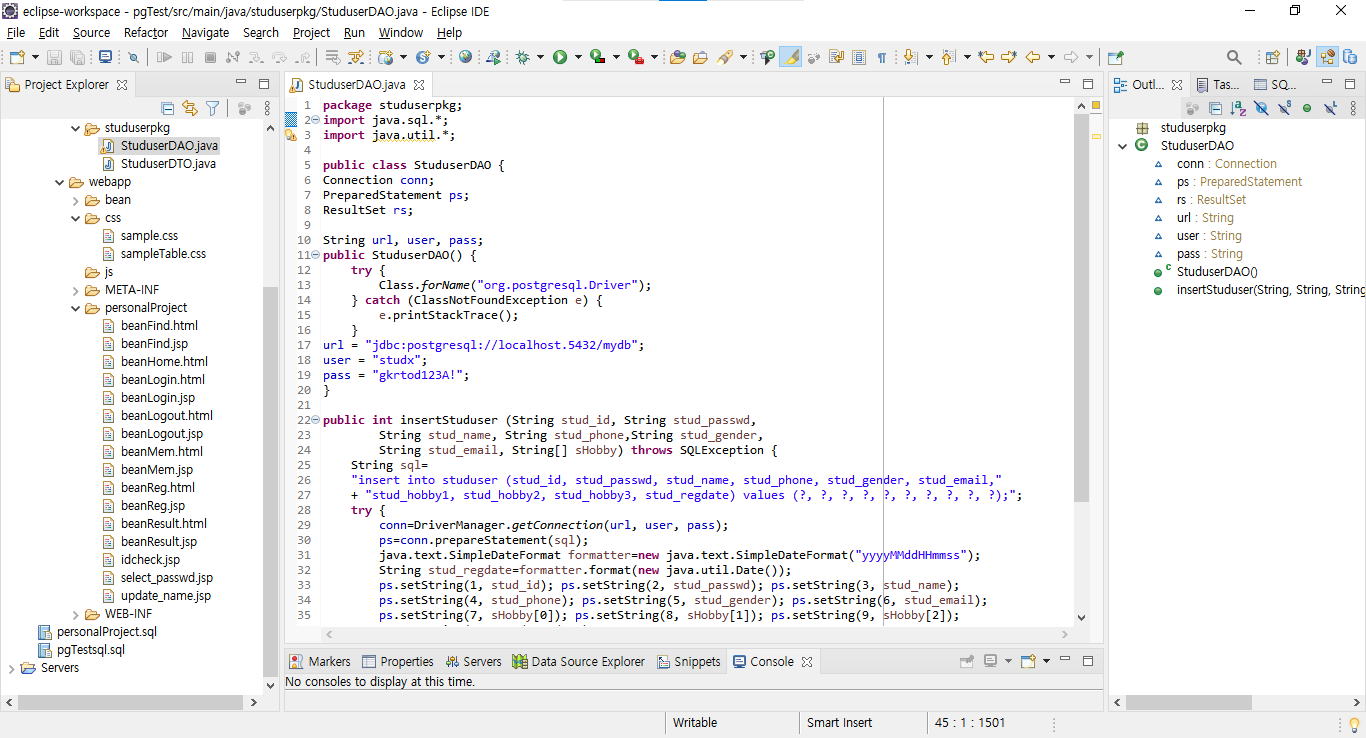 eclipse-workspace - pgTest/src/main/java/studuserpkg/StuduserDAO.java - Eclipse IDE
File Edit Source Refactor Navigate Search Project Run Window Help
Project Explorer
studuserpkg
StuduserDAO.java
StuduserDTO.java
webapp
bean
css
sample.css
sampleTable.css
js
META-INF
personalProject
beanFind.html
beanFind.jsp
beanHome.html
beanLogin.html
beanLogin.jsp
beanLogout.html
beanLogout.jsp
beanMem.html
beanMem.jsp
beanReg.html
beanReg.jsp
beanResult.html
beanResult.jsp
idcheck.jsp
select_passwd.jsp
update_name.jsp
WEB-INF
personalProject.sql
pgTestsql.sql
Servers
StuduserDAO.java
1 package studuserpkg;
2 import java.sql.*;
3 import java.util.*;
4
5 public class StuduserDAO {
6 Connection conn;
7 PreparedStatement ps;
8 ResultSet rs;
9
10 String url, user, pass;
11 public StuduserDAO() {
12 try {
13 Class.forName("org.postgresql.Driver");
14 } catch (ClassNotFoundException e) {
15 e.printStackTrace();
16 }
17 url = "jdbc:postgresql://localhost.5432/mydb";
18 user = "studx";
19 pass = "gkrtod123A!";
20 }
21
22 public int insertStuduser (String stud_id, String stud_passwd,
23 String stud_name, String stud_phone,String stud_gender,
24 String stud_email, String[] sHobby) throws SQLException {
25 String sql=
26 "insert into studuser (stud_id, stud_passwd, stud_name, stud_phone, stud_gender, stud_email,"
27 + "stud_hobby1, stud_hobby2, stud_hobby3, stud_regdate) values (?, ?, ?, ?, ?, ?, ?, ?, ?, ?);";
28 try {
29 conn=DriverManager.getConnection(url, user, pass);
30 ps=conn.prepareStatement(sql);
31 java.text.SimpleDateFormat formatter=new java.text.SimpleDateFormat("yyyyMMddHHmmss");
32 String stud_regdate=formatter.format(new java.util.Date());
33 ps.setString(1, stud_id); ps.setString(2, stud_passwd); ps.setString(3, stud_name);
34 ps.setString(4, stud_phone); ps.setString(5, stud_gender); ps.setString(6, stud_email);
35 ps.setString(7, sHobby[0]); ps.setString(8, sHobby[1]); ps.setString(9, sHobby[2]);
Outl... Tas... SQ...
studuserpkg
StuduserDAO
conn : Connection
ps : PreparedStatement
rs : ResultSet
url : String
user : String
pass : String
StuduserDAO()
insertStuduser(String, String, String
Markers Properties Servers Data Source Explorer Snippets Console
No consoles to display at this time.
Writable Smart Insert 45 : 1 : 1501